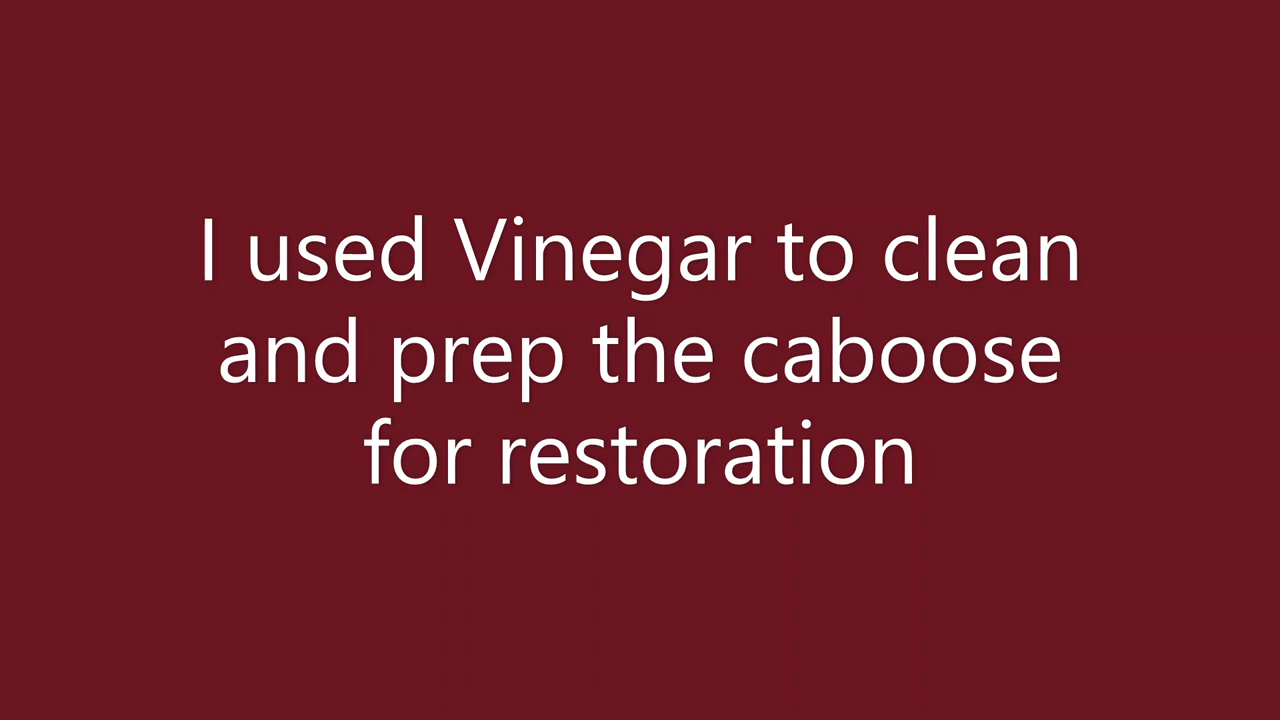 I used Vinegar to clean
and prep the caboose
for restoration